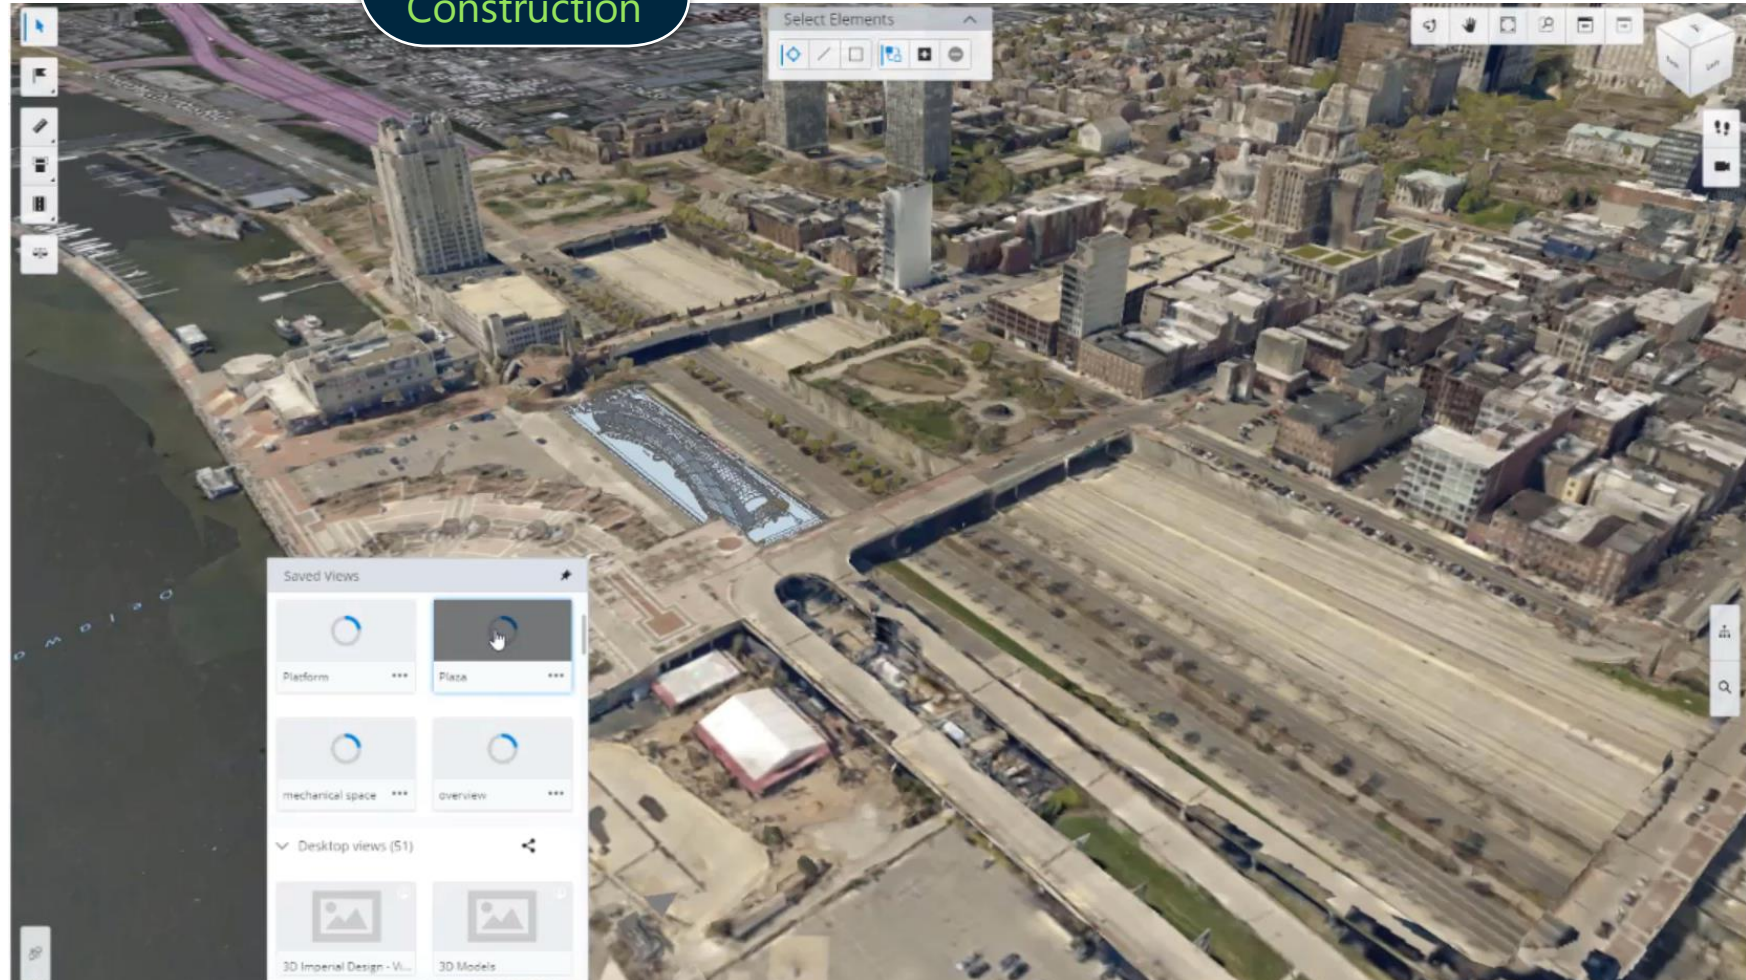 Construction
Select Elements
Saved Views
Platform
Plaza
mechanical space
overview
Desktop views (51)
3D Imperial Design - Vi...
3D Models
Left
D e l a w